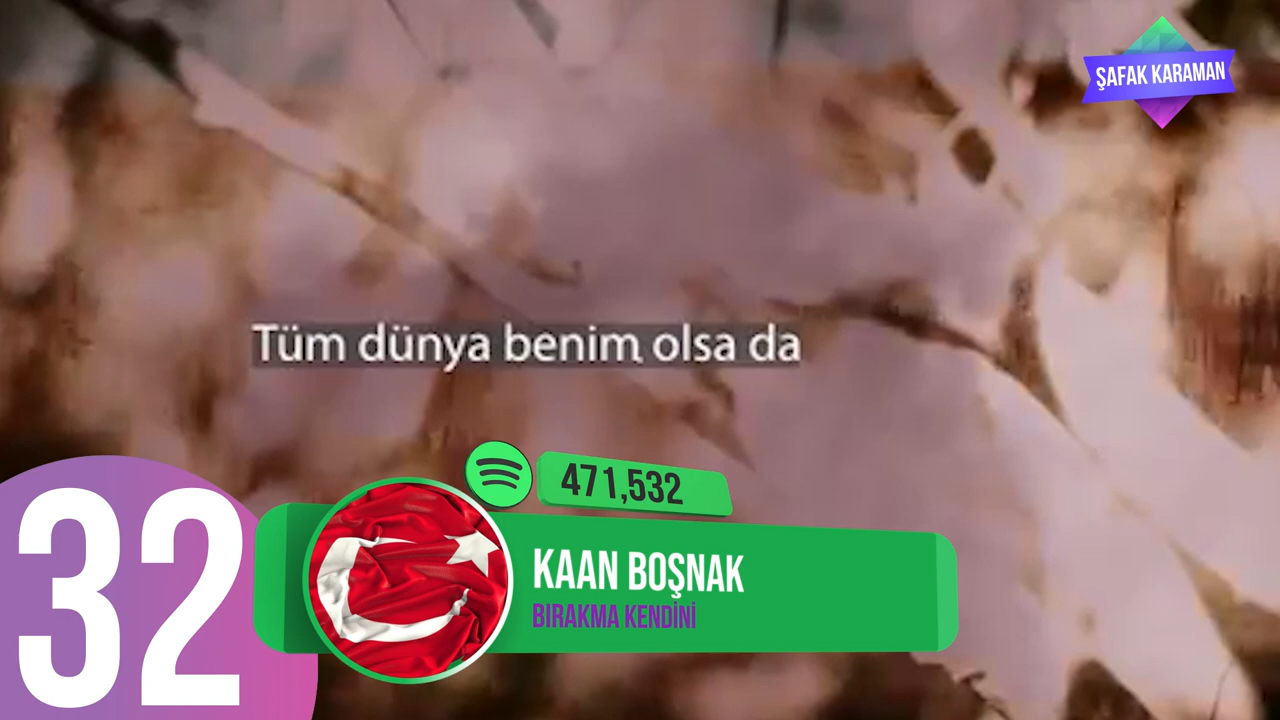 ŞAFAK KARAMAN
Tüm dünya benim olsa da
471,532
32
KAAN BOŞNAK
BIRAKMA KENDİNİ